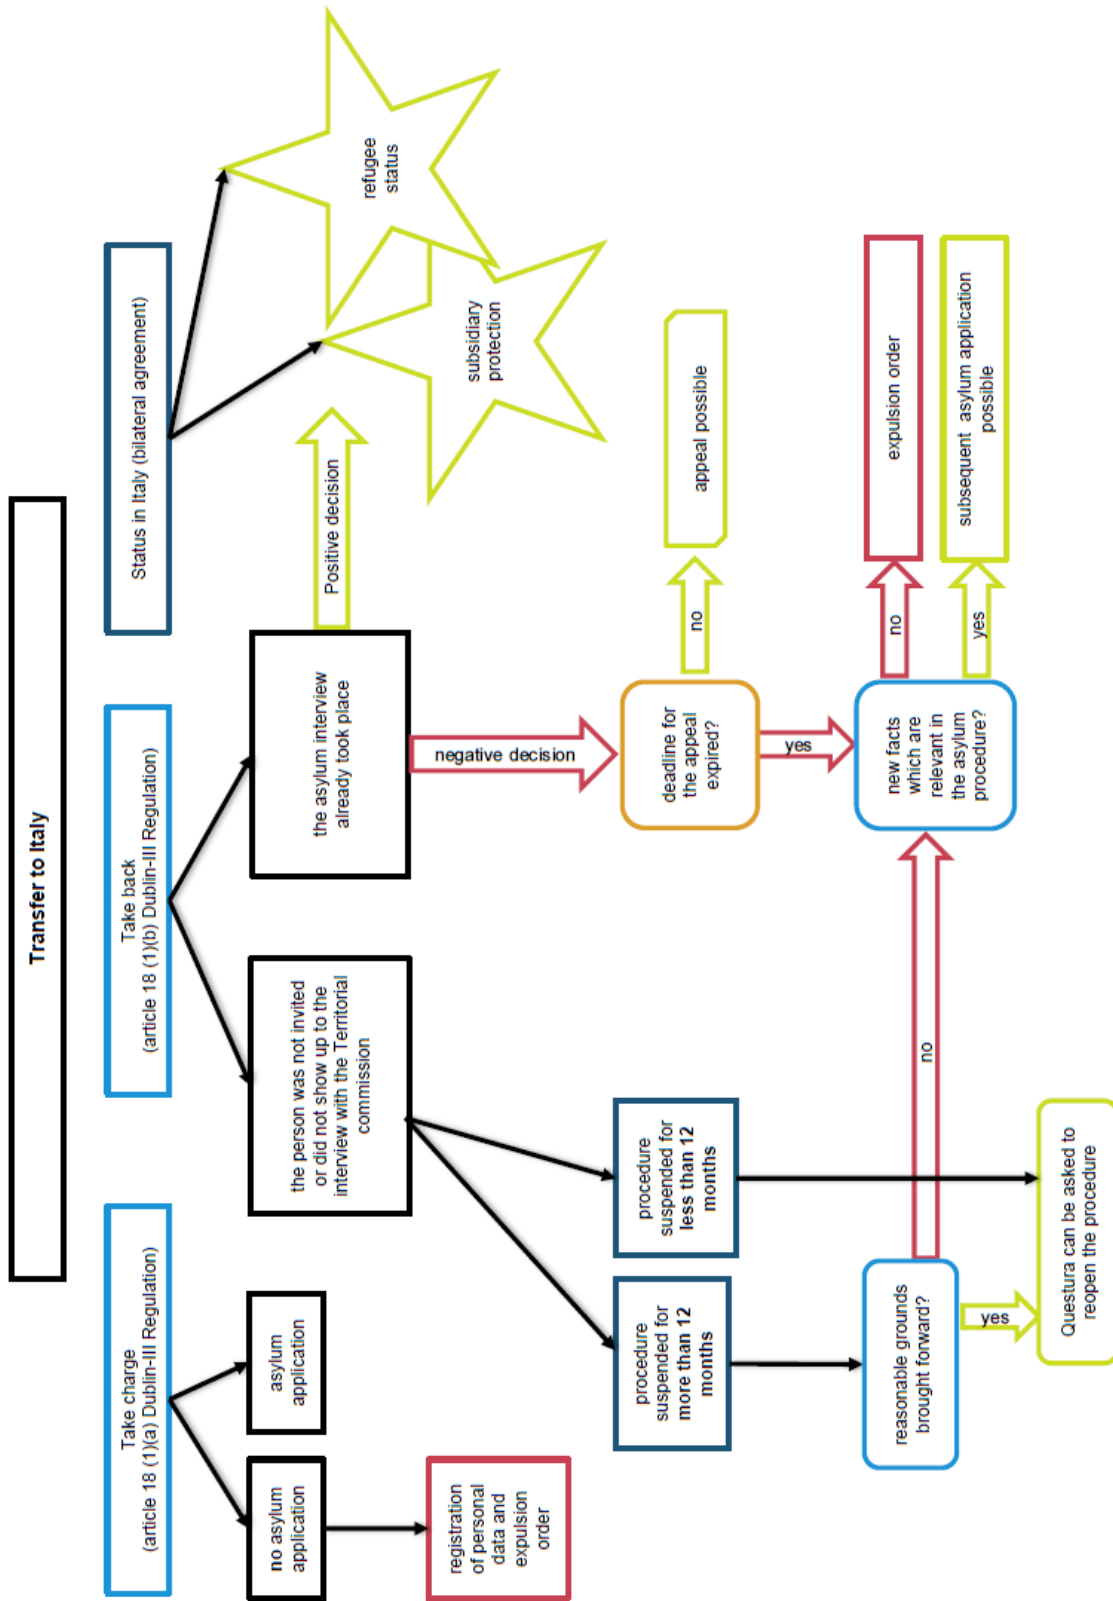 Transfer to Italy
Take charge
(article 18 (1)(a) Dublin-III Regulation)
Take back
(article 18 (1)(b) Dublin-III Regulation)
Status in Italy (bilateral agreement)
no asylum
application
asylum
application
the person was not invited
or did not show up to the
interview with the Territorial
commission
the asylum interview
already took place
Positive decision
refugee
status
subsidiary
protection
registration
of personal
data and
expulsion
order
negative decision
procedure
suspended for
more than 12
months
procedure
suspended for
less than 12
months
deadline for
the appeal
expired?
no
appeal possible
yes
reasonable grounds
brought forward?
no
new facts
which are
relevant in
the asylum
procedure?
no
expulsion order
yes
subsequent asylum application
possible
yes
Questura can be asked to
reopen the procedure